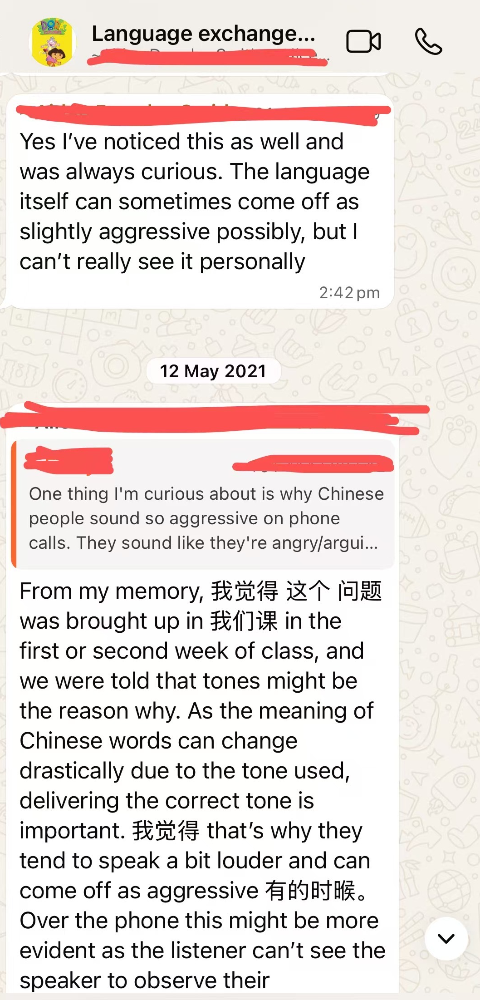 DORA
EXPLORER
Language exchange...
Yes I’ve noticed this as well and
was always curious. The language
itself can sometimes come off as
slightly aggressive possibly, but I
can’t really see it personally
2:42 pm
12 May 2021
One thing I'm curious about is why Chinese
people sound so aggressive on phone
calls. They sound like they're angry/argui...
From my memory, 我觉得 这个 问题
was brought up in 我们课 in the
first or second week of class, and
we were told that tones might be
the reason why. As the meaning of
Chinese words can change
drastically due to the tone used,
delivering the correct tone is
important. 我觉得 that’s why they
tend to speak a bit louder and can
come off as aggressive 有的时睺。
Over the phone this might be more
evident as the listener can’t see the
speaker to observe their